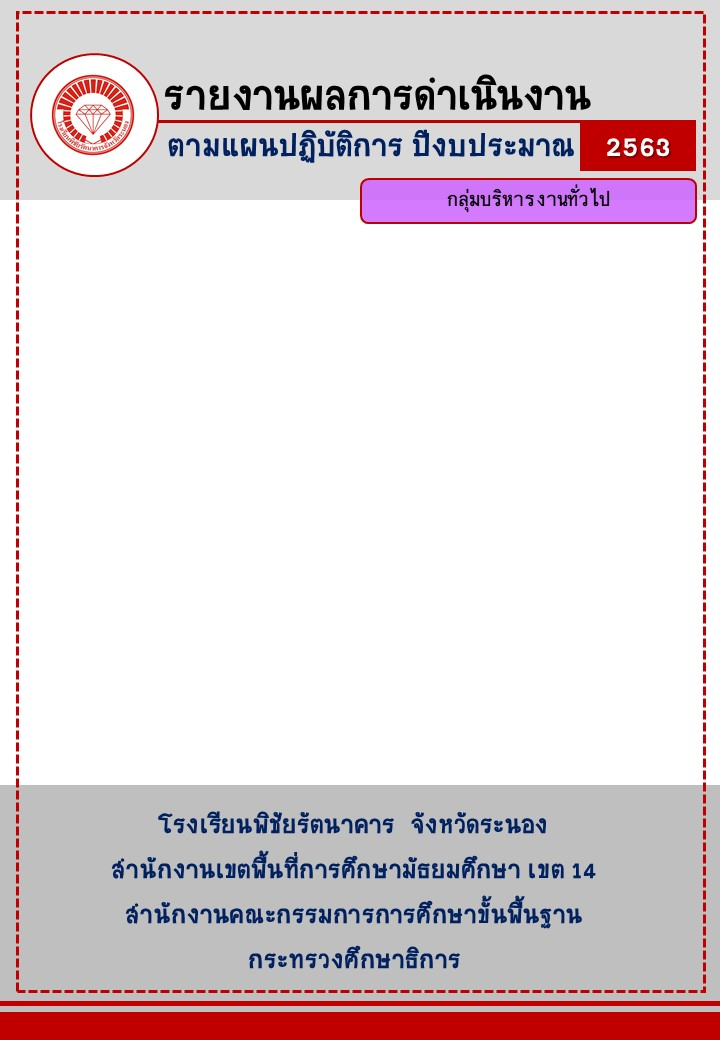 รายงานผลการดำเนินงาน
ตามแผนปฏิบัติการ ปีงบประมาณ 2563
กลุ่มบริหารงานทั่วไป
โรงเรียนพิชัยรัตนาคาร จังหวัดระนอง
สำนักงานเขตพื้นที่การศึกษามัธยมศึกษา เขต 14
สำนักงานคณะกรรมการการศึกษาขั้นพื้นฐาน
กระทรวงศึกษาธิการ